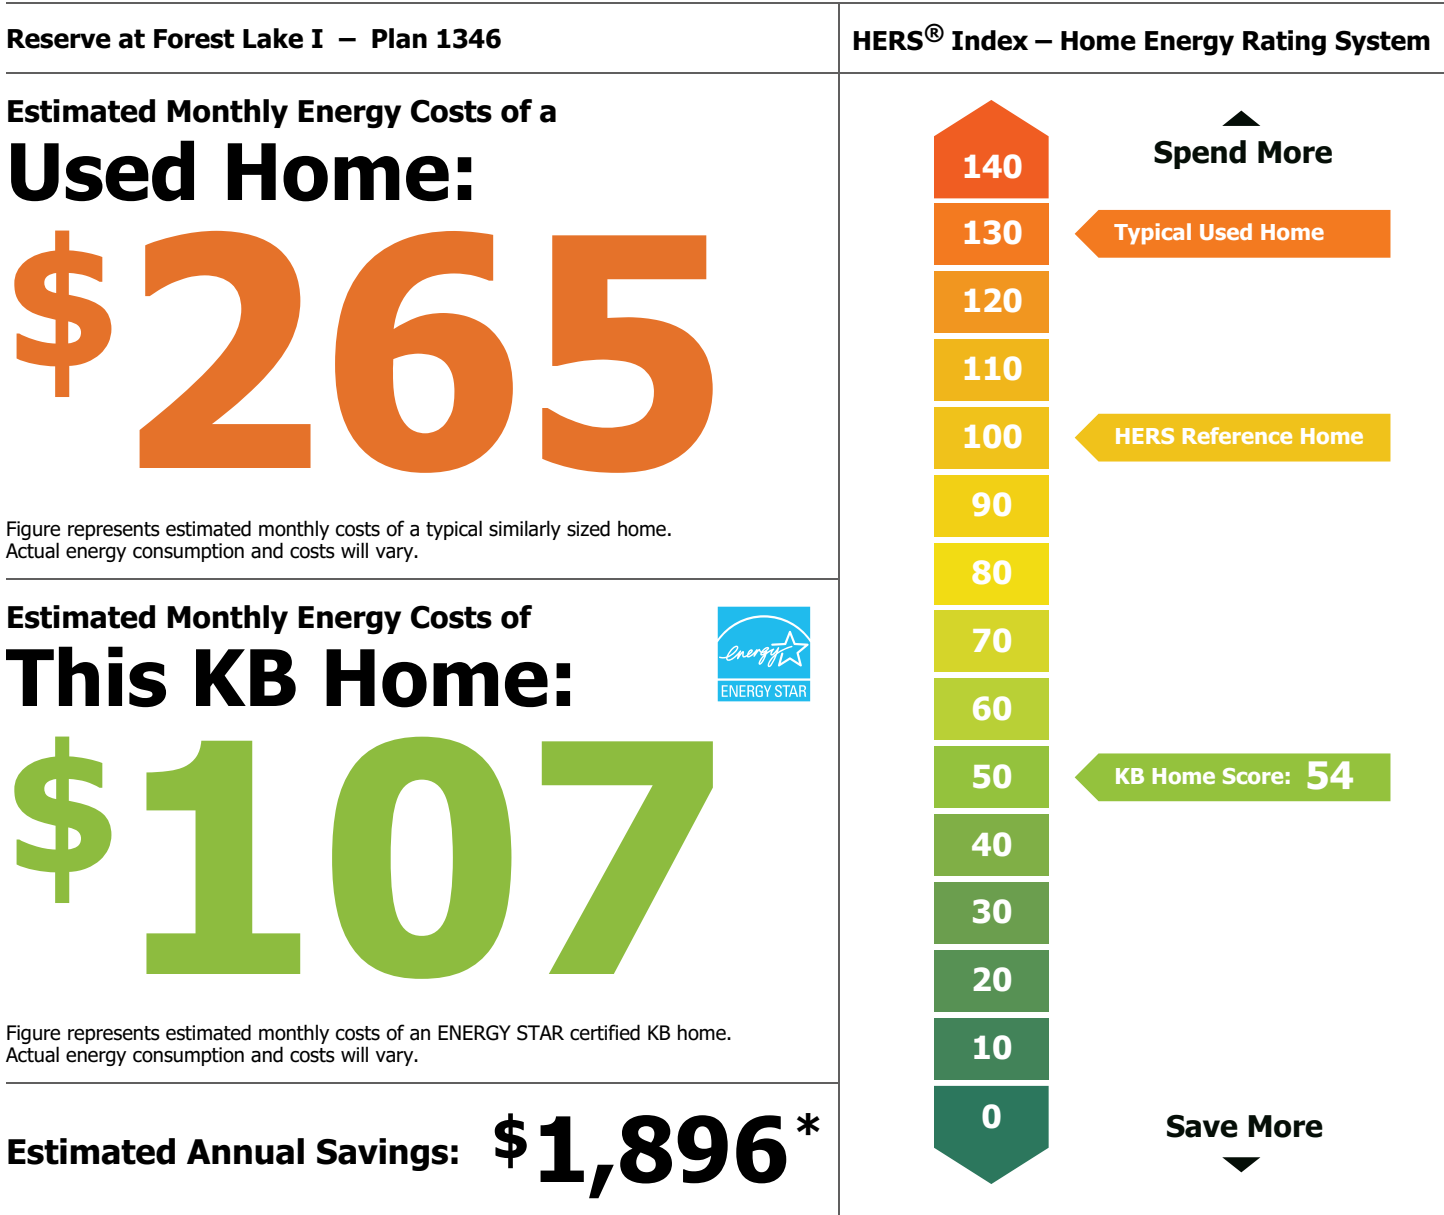 Reserve at Forest Lake I – Plan 1346
Estimated Monthly Energy Costs of a
Used Home:
$265
Figure represents estimated monthly costs of a typical similarly sized home.
Actual energy consumption and costs will vary.
Estimated Monthly Energy Costs of
This KB Home:
energy
ENERGY STAR
$107
Figure represents estimated monthly costs of an ENERGY STAR certified KB home.
Actual energy consumption and costs will vary.
Estimated Annual Savings: $1,896*
HERS® Index – Home Energy Rating System
Spend More
140
130 Typical Used Home
120
110
100 HERS Reference Home
90
80
70
60
50 KB Home Score: 54
40
30
20
10
0
Save More